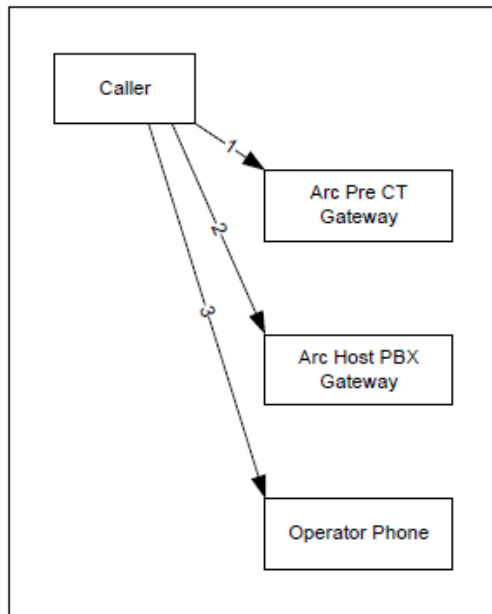 Caller
1
Arc Pre CT
Gateway
2
Arc Host PBX
Gateway
3
Operator Phone